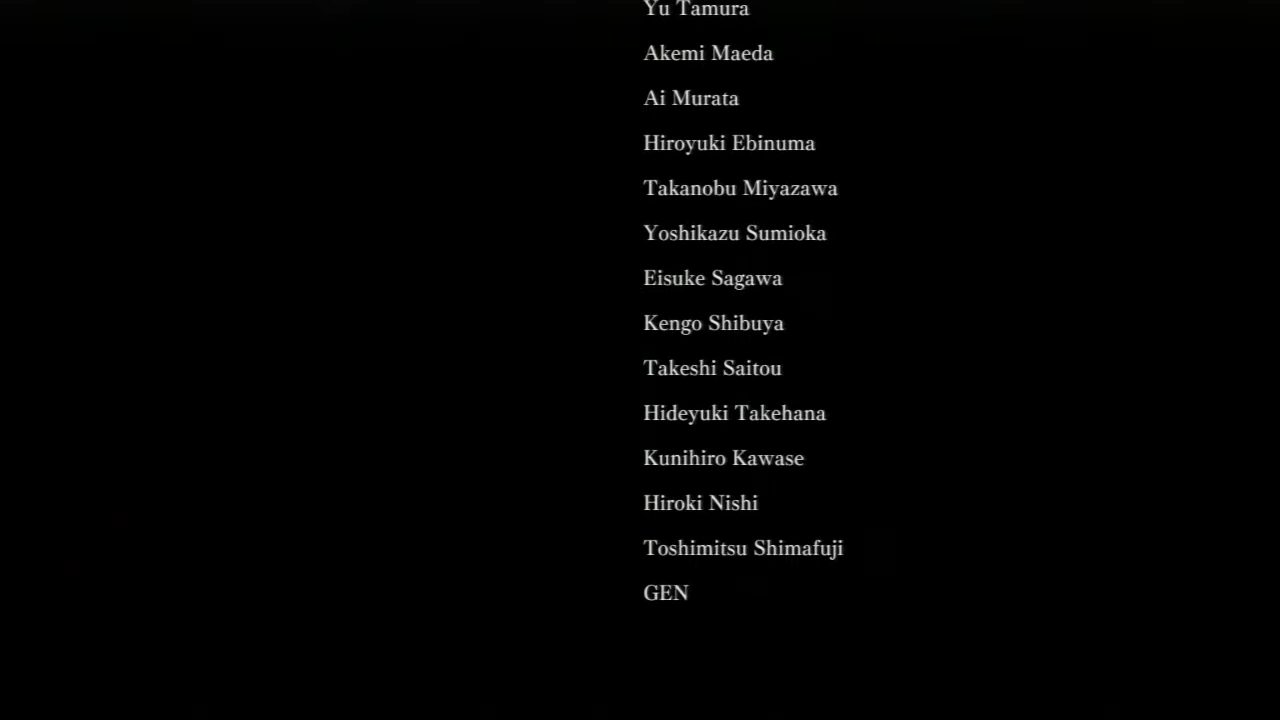 Yu Tamura
Akemi Maeda
Ai Murata
Hiroyuki Ebinuma
Takanobu Miyazawa
Yoshikazu Sumioka
Eisuke Sagawa
Kengo Shibuya
Takeshi Saitou
Hideyuki Takehana
Kunihiro Kawase
Hiroki Nishi
Toshimitsu Shimafuji
GEN